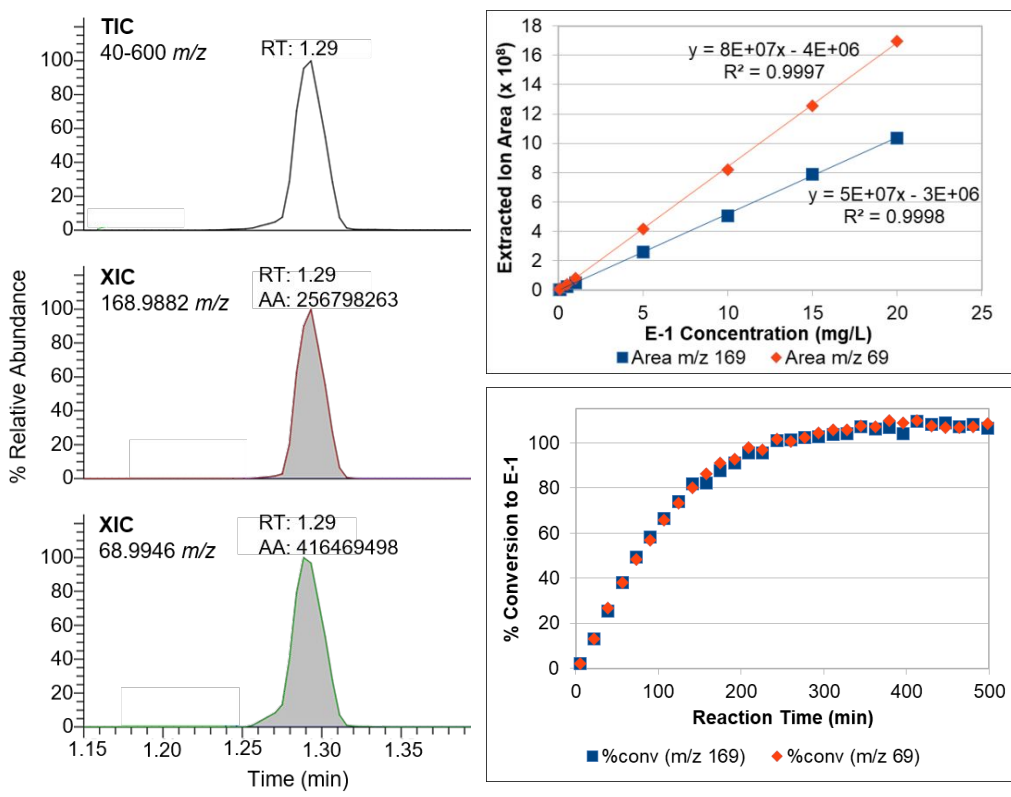 TIC
40-600 m/z
RT: 1.29
100
80
60
40
20
0
XIC
168.9882 m/z
RT: 1.29
AA: 256798263
100
80
60
40
20
0
XIC
68.9946 m/z
RT: 1.29
AA: 416469498
100
80
60
40
20
0
% Relative Abundance
1.15 1.20 1.25 1.30 1.35
Time (min)
18
16
14
12
10
8
6
4
2
0
Extracted Ion Area (x 10⁸)
y = 8E+07x - 4E+06
R² = 0.9997
y = 5E+07x - 3E+06
R² = 0.9998
0 5 10 15 20 25
E-1 Concentration (mg/L)
Area m/z 169 Area m/z 69
100
80
60
40
20
0
% Conversion to E-1
0 100 200 300 400 500
Reaction Time (min)
%conv (m/z 169) %conv (m/z 69)